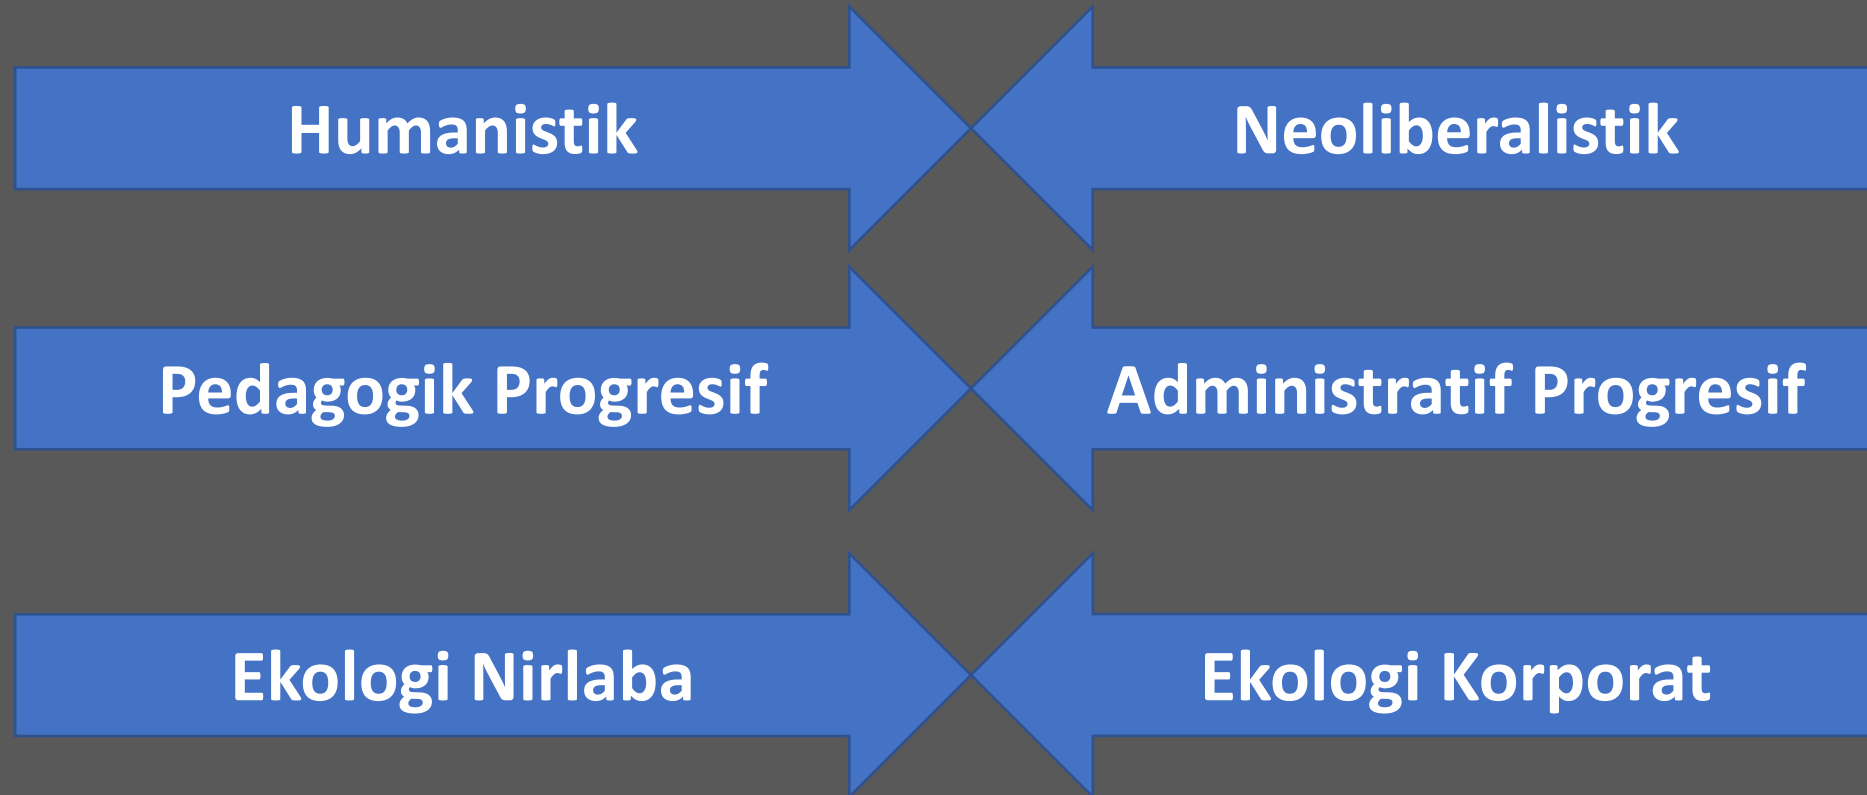 Humanistik
Neoliberalistik
Pedagogik Progresif
Administratif Progresif
Ekologi Nirlaba
Ekologi Korporat